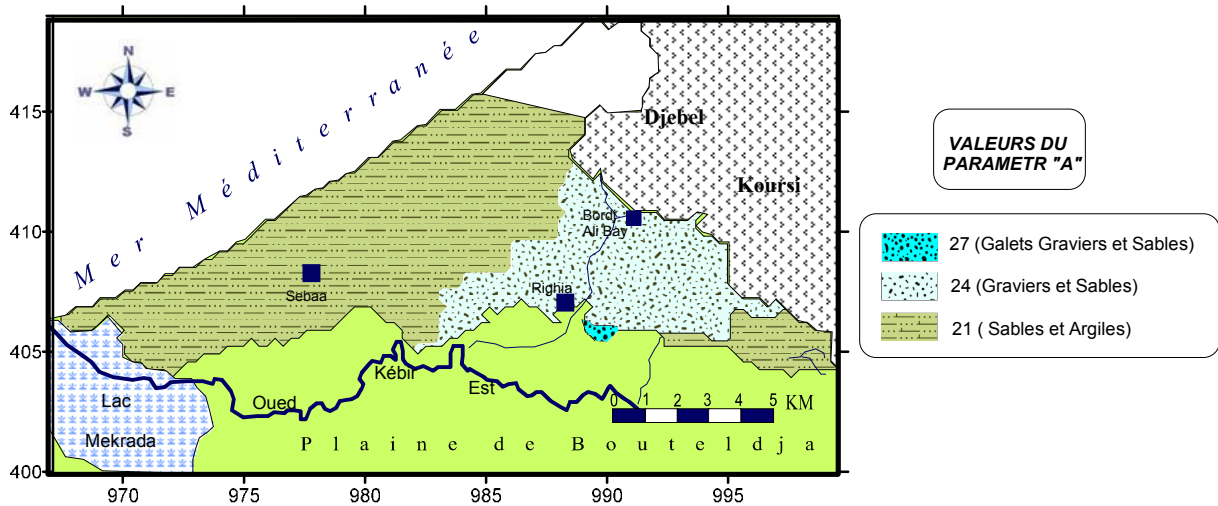 N
W E
S
Mer Méditerranée
415
410
405
400
970 975 980 985 990 995
Djebel
Koursi
Bordj
Ali Bay
Righia
Sebaa
Lac
Mekrada
Oued
Kébir
Est
0 1 2 3 4 5 KM
Plaine de Bouteldja
VALEURS DU
PARAMETR "A"
27 (Galets Graviers et Sables)
24 (Graviers et Sables)
21 ( Sables et Argiles)